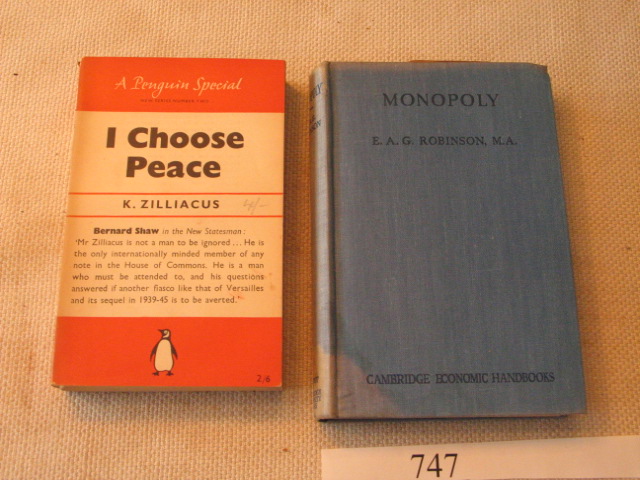 A Penguin Special
I Choose
Peace
K. ZILLIACUS
Bernard Shaw in the New Statesman:
'Mr Zilliacus is not a man to be ignored ... He is
the only internationally minded member of any
note in the House of Commons. He is a man
who must be attended to, and his questions
answered if another fiasco like that of Versailles
and its sequel in 1939-45 is to be averted.'
2/6
MONOPOLY
E. A. G. ROBINSON, M.A.
CAMBRIDGE ECONOMIC HANDBOOKS
747